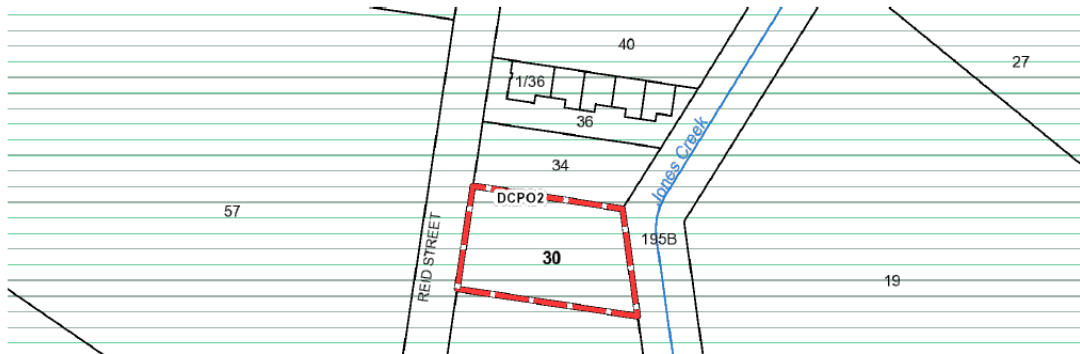 40
27
1/36
36
Jones Creek
34
DCPO2
57
REID STREET
195B
30
19